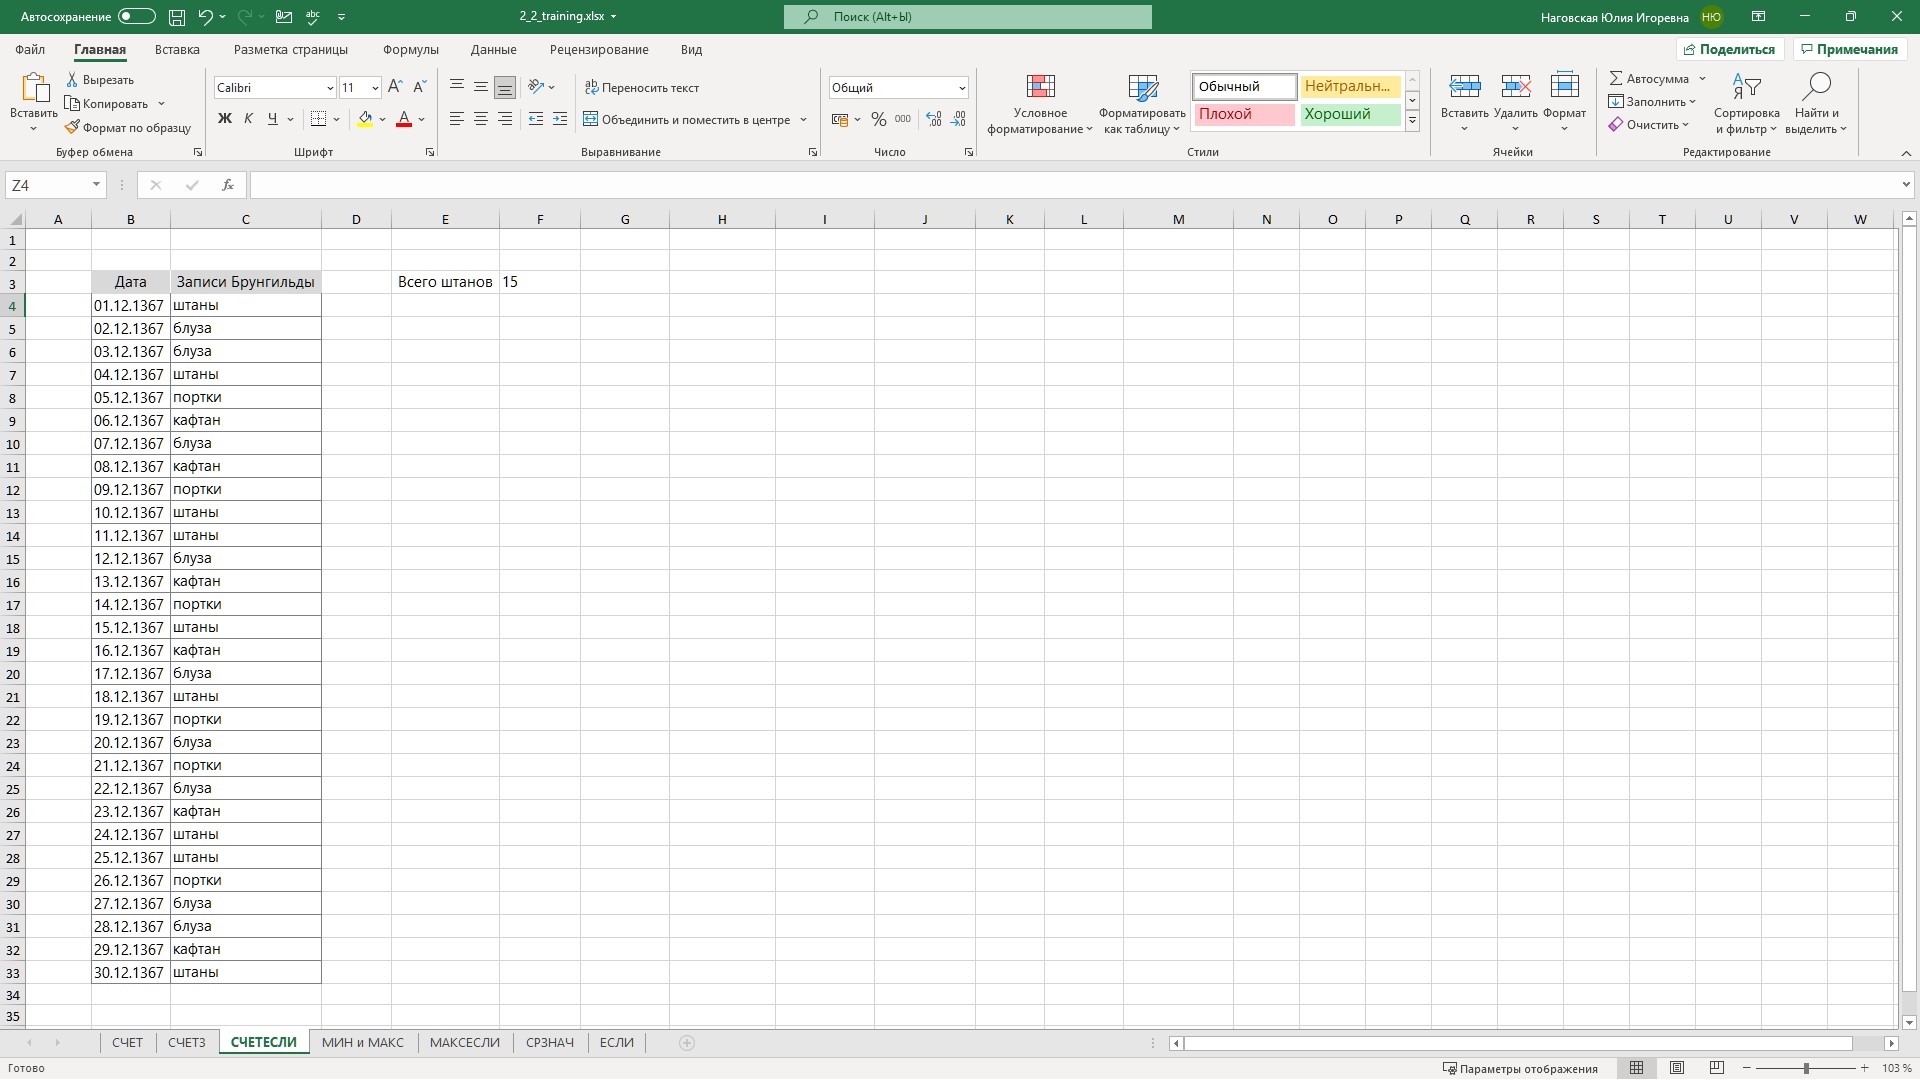 Автосохранение 2_2_training.xlsx Поиск (Alt+Ы) Наговская Юлия Игоревна НЮ
Файл Главная Вставка Разметка страницы Формулы Данные Рецензирование Вид Поделиться Примечания
Вставить
Вырезать
Копировать
Формат по образцу
Буфер обмена
Calibri 11
Ж К Ч А
Шрифт
Переносить текст
Объединить и поместить в центре
Выравнивание
Общий
% 000
Число
Условное форматирование
Форматировать как таблицу
Обычный Нейтральн...
Плохой Хороший
Стили
Вставить Удалить Формат
Ячейки
Автосумма
Заполнить
Очистить
Сортировка и фильтр
Найти и выделить
Редактирование
Z4 fx
A B C D E F G H I J K L M N O P Q R S T U V W
1
2
3 Дата Записи Брунгильды Всего штанов 15
4 01.12.1367 штаны
5 02.12.1367 блуза
6 03.12.1367 блуза
7 04.12.1367 штаны
8 05.12.1367 портки
9 06.12.1367 кафтан
10 07.12.1367 блуза
11 08.12.1367 кафтан
12 09.12.1367 портки
13 10.12.1367 штаны
14 11.12.1367 штаны
15 12.12.1367 блуза
16 13.12.1367 кафтан
17 14.12.1367 портки
18 15.12.1367 штаны
19 16.12.1367 кафтан
20 17.12.1367 блуза
21 18.12.1367 штаны
22 19.12.1367 портки
23 20.12.1367 блуза
24 21.12.1367 портки
25 22.12.1367 блуза
26 23.12.1367 кафтан
27 24.12.1367 штаны
28 25.12.1367 штаны
29 26.12.1367 портки
30 27.12.1367 блуза
31 28.12.1367 блуза
32 29.12.1367 кафтан
33 30.12.1367 штаны
34
35
СЧЕТ СЧЕТЗ СЧЕТЕСЛИ МИН и МАКС МАКСЕСЛИ СРЗНАЧ ЕСЛИ
Готово Параметры отображения 103 %